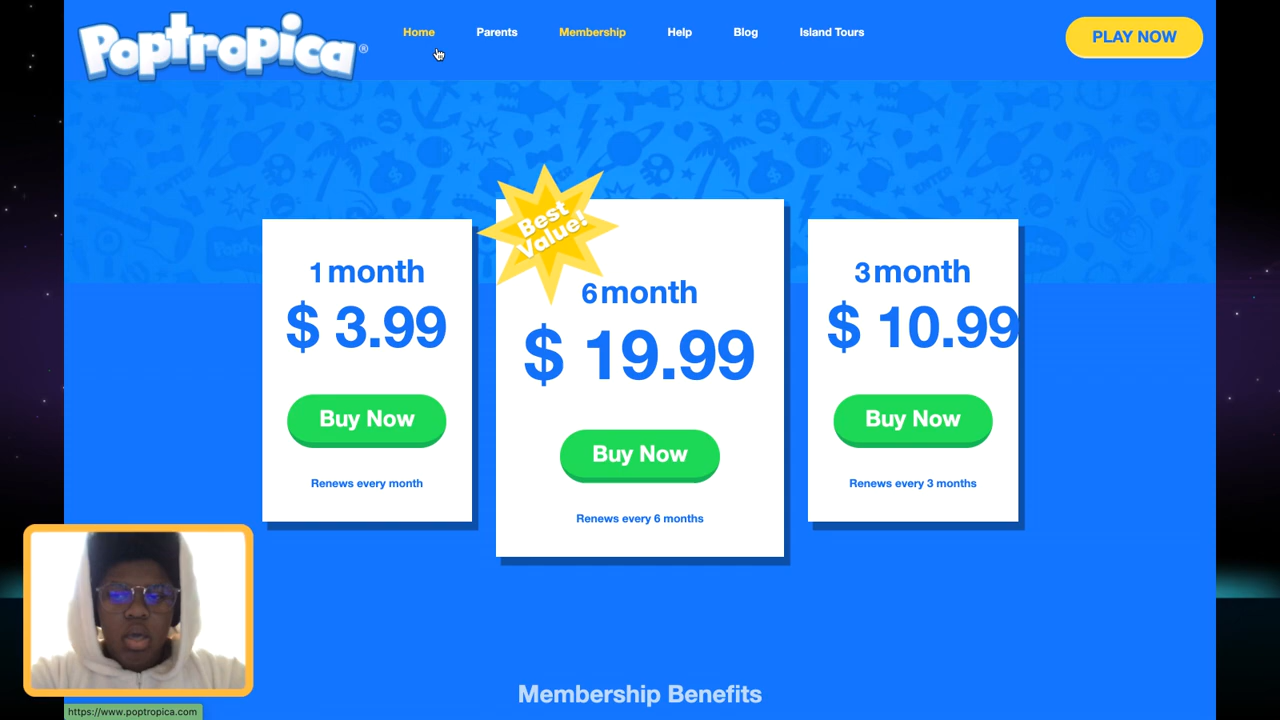 Poptropica®
Home
Parents
Membership
Help
Blog
Island Tours
PLAY NOW
1 month
$ 3.99
Buy Now
Renews every month
Best
Value!
6 month
$ 19.99
Buy Now
Renews every 6 months
3 month
$ 10.99
Buy Now
Renews every 3 months
Membership Benefits
https://www.poptropica.com